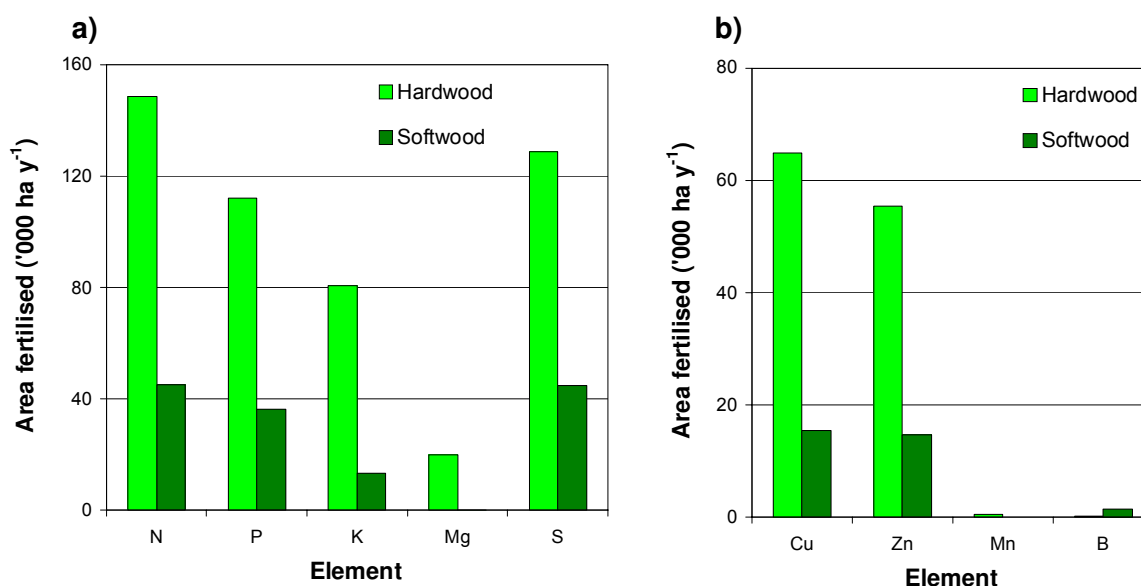 a)
Area fertilised ('000 ha y-1)
160
120
80
40
0
Hardwood
Softwood
N P K Mg S
Element
b)
Area fertilised ('000 ha y-1)
80
60
40
20
0
Hardwood
Softwood
Cu Zn Mn B
Element